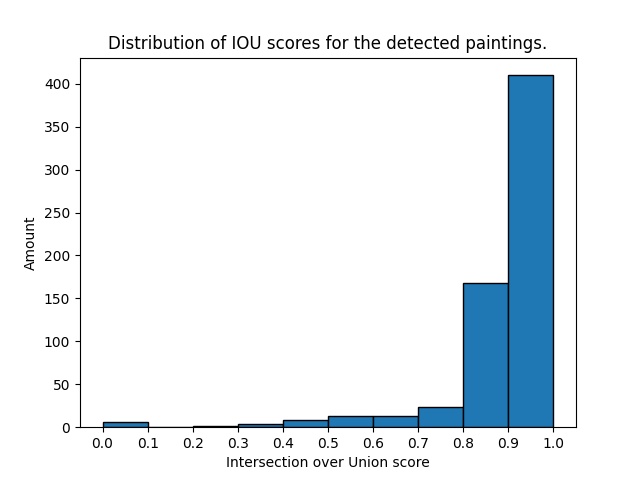 Distribution of IOU scores for the detected paintings.
400
350
300
250
200
150
100
50
0
Amount
0.0 0.1 0.2 0.3 0.4 0.5 0.6 0.7 0.8 0.9 1.0
Intersection over Union score